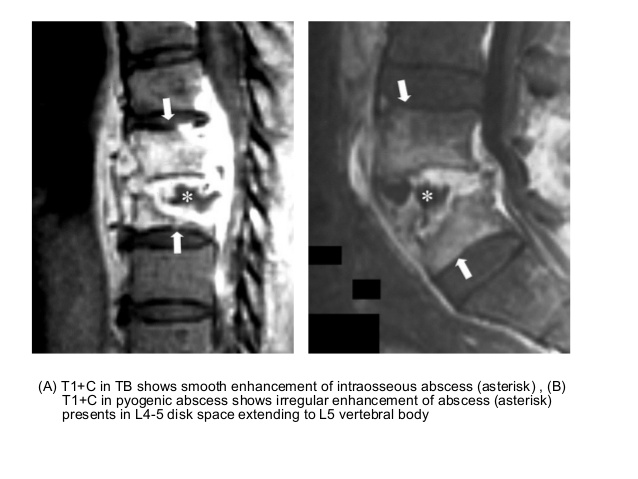 *
*
(A) T1+C in TB shows smooth enhancement of intraosseous abscess (asterisk) , (B)
T1+C in pyogenic abscess shows irregular enhancement of abscess (asterisk)
presents in L4-5 disk space extending to L5 vertebral body